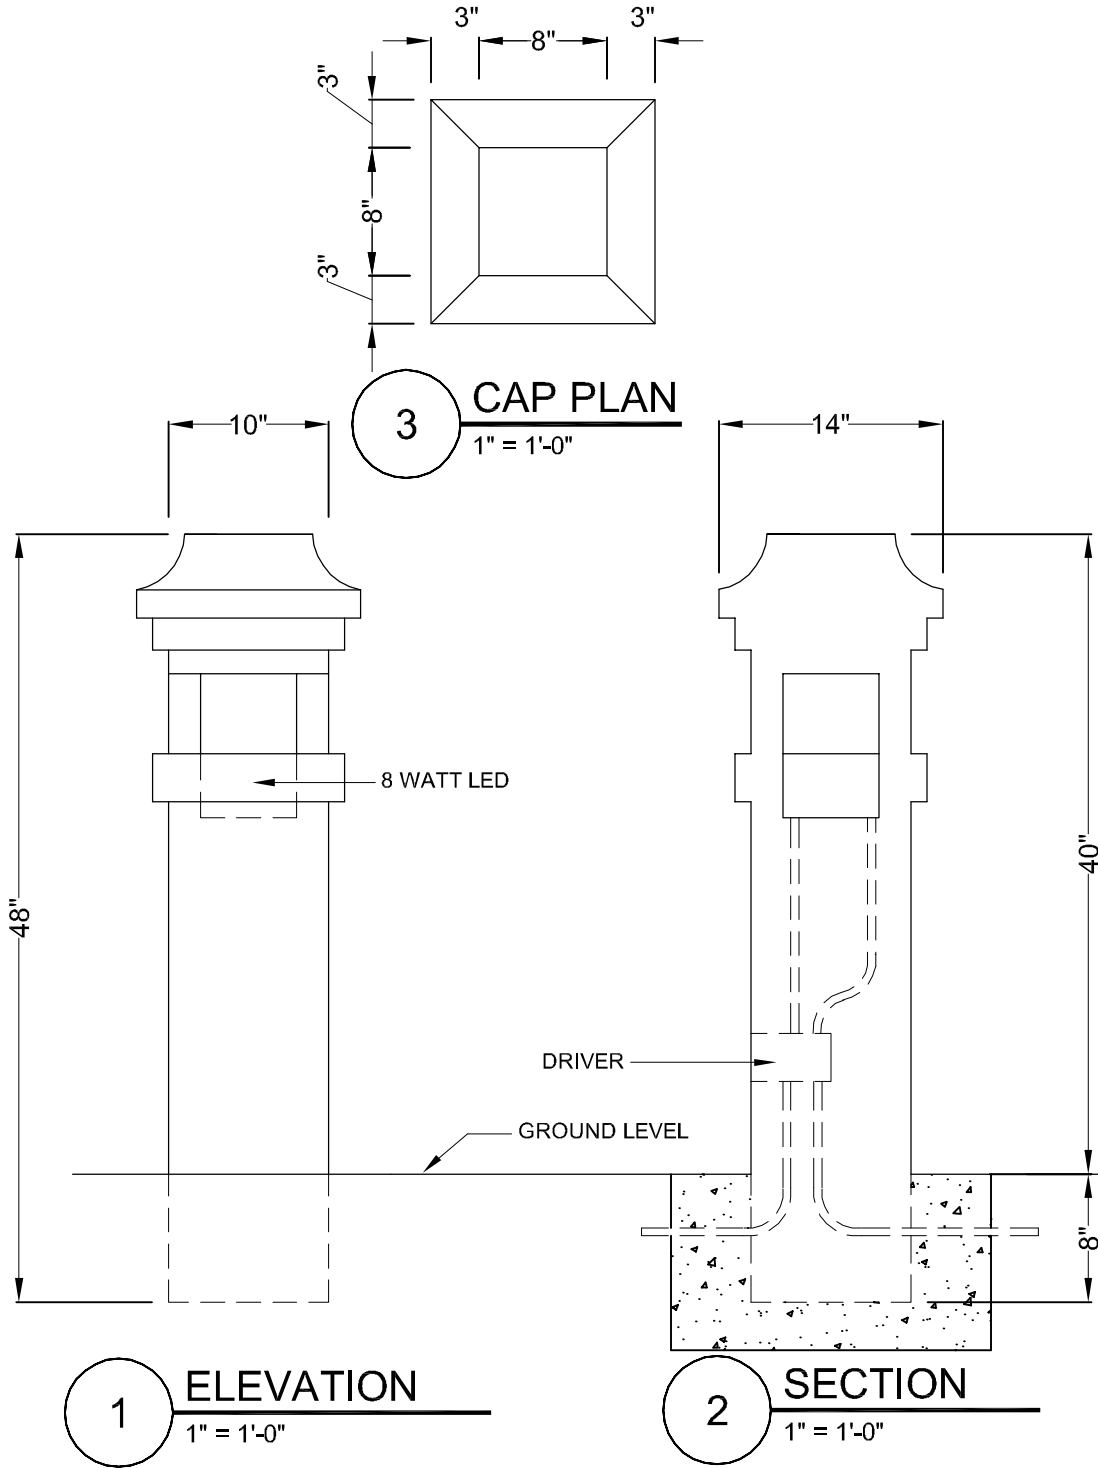 3" 3"
8"
3"
8"
3"
3 CAP PLAN
1" = 1'-0"
10" 14"
8 WATT LED
48" 40"
DRIVER
GROUND LEVEL
8"
1 ELEVATION
1" = 1'-0"
2 SECTION
1" = 1'-0"